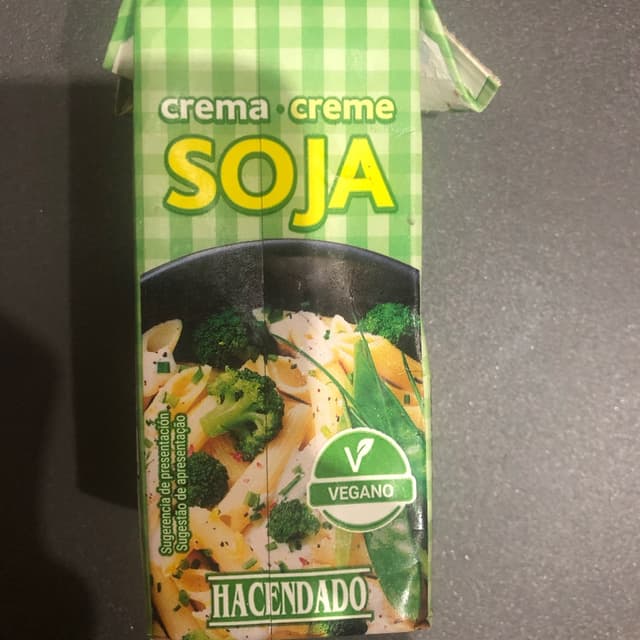 crema · creme
SOJA
Sugerencia de presentación
Sugestão de apresentação
V
VEGANO
HACENDADO